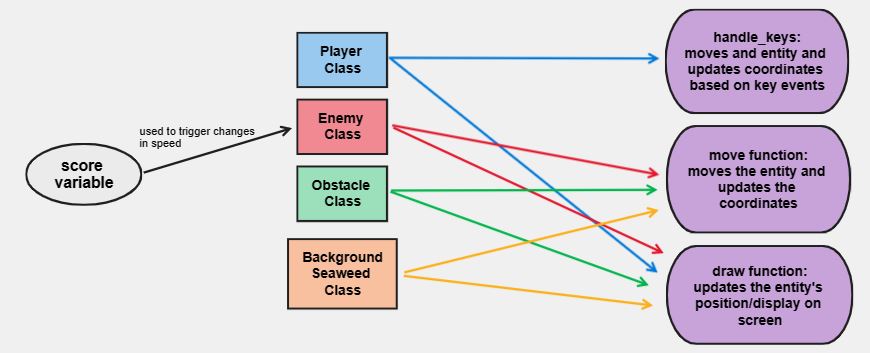 score
variable
used to trigger changes
in speed
Player
Class
Enemy
Class
Obstacle
Class
Background
Seaweed
Class
handle_keys:
moves and entity and
updates coordinates
based on key events
move function:
moves the entity and
updates the
coordinates
draw function:
updates the entity's
position/display on
screen